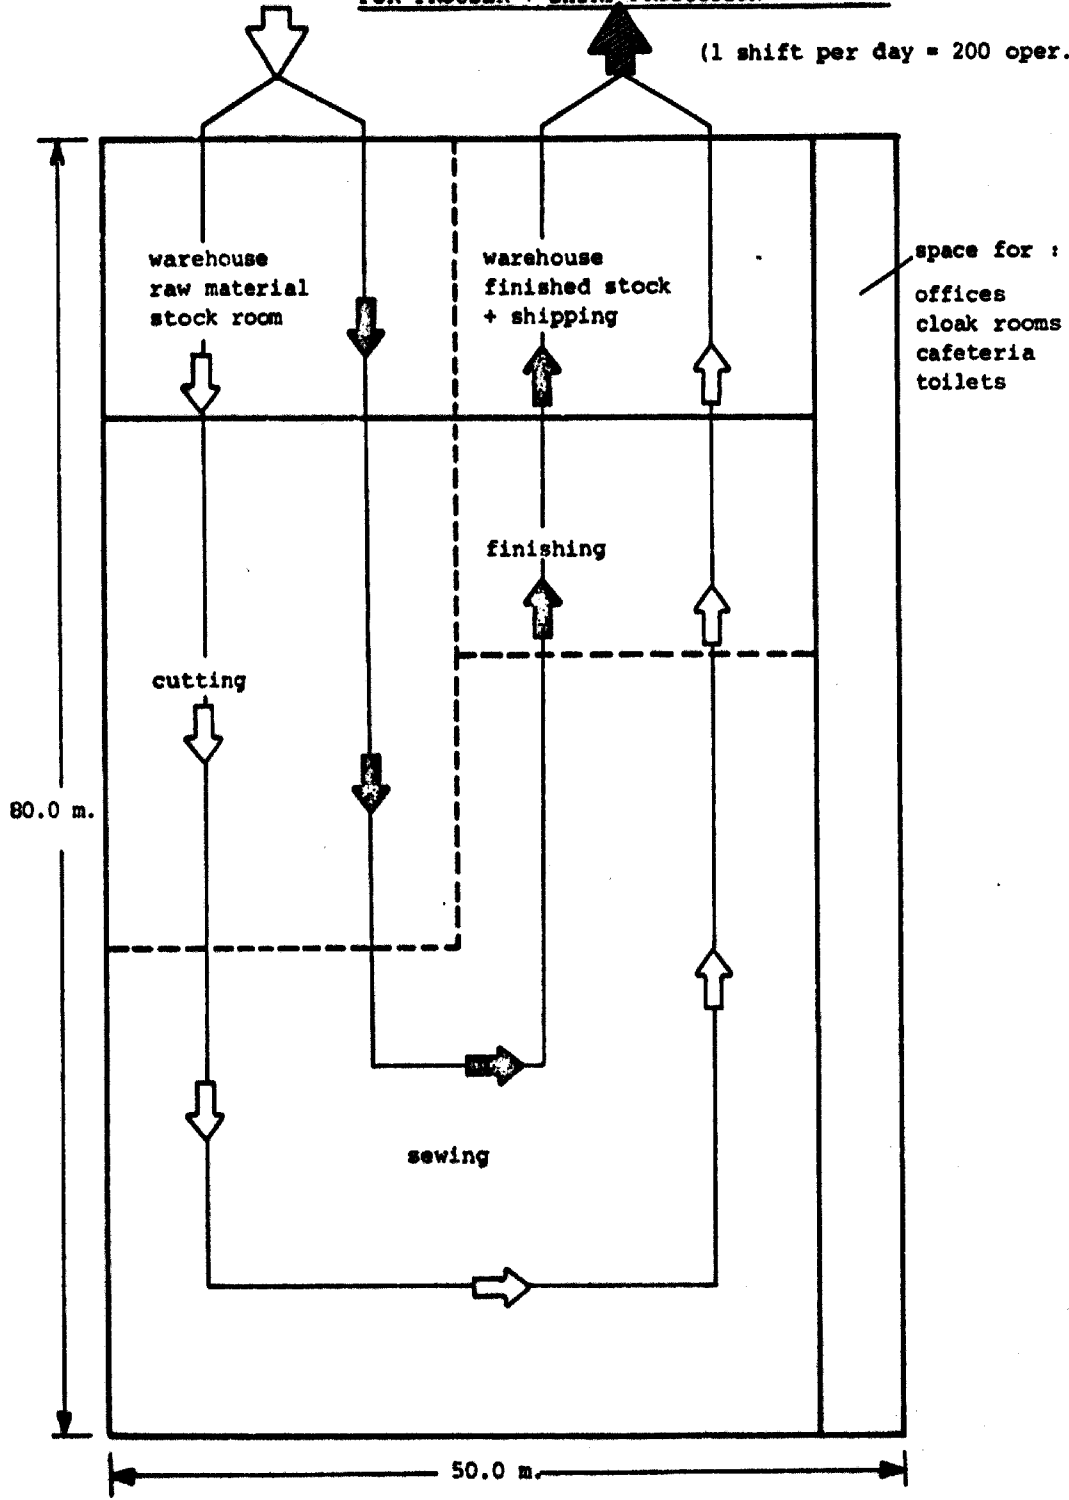 (1 shift per day = 200 oper.
warehouse
raw material
stock room
warehouse
finished stock
+ shipping
space for :
offices
cloak rooms
cafeteria
toilets
finishing
cutting
80.0 m.
sewing
50.0 m.